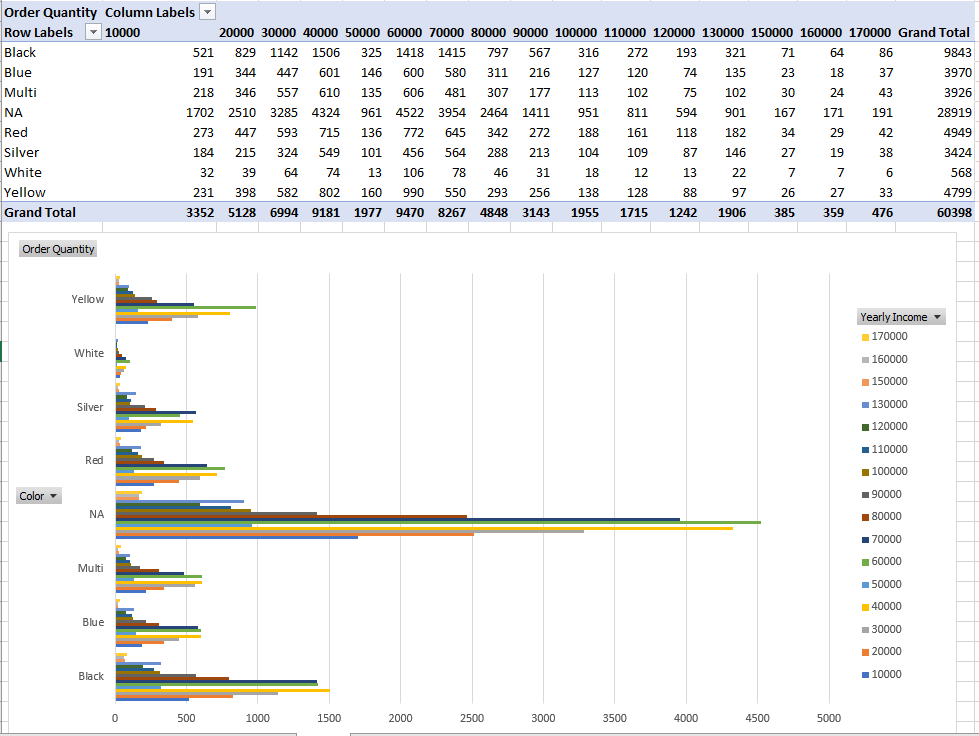 Order Quantity Column Labels
Row Labels 10000 20000 30000 40000 50000 60000 70000 80000 90000 100000 110000 120000 130000 150000 160000 170000 Grand Total
Black 521 829 1142 1506 325 1418 1415 797 567 316 272 193 321 71 64 86 9843
Blue 191 344 447 601 146 600 580 311 216 127 120 74 135 23 18 37 3970
Multi 218 346 557 610 135 606 481 307 177 113 102 75 102 30 24 43 3926
NA 1702 2510 3285 4324 961 4522 3954 2464 1411 951 811 594 901 167 171 191 28919
Red 273 447 593 715 136 772 645 342 272 188 161 118 182 34 29 42 4949
Silver 184 215 324 549 101 456 564 288 213 104 109 87 146 27 19 38 3424
White 32 39 64 74 13 106 78 46 31 18 12 13 22 7 7 6 568
Yellow 231 398 582 802 160 990 550 293 256 138 128 88 97 26 27 33 4799
Grand Total 3352 5128 6994 9181 1977 9470 8267 4848 3143 1955 1715 1242 1906 385 359 476 60398
Order Quantity
Yellow
White
Silver
Red
Color
NA
Multi
Blue
Black
0 500 1000 1500 2000 2500 3000 3500 4000 4500 5000
Yearly Income
170000
160000
150000
130000
120000
110000
100000
90000
80000
70000
60000
50000
40000
30000
20000
10000